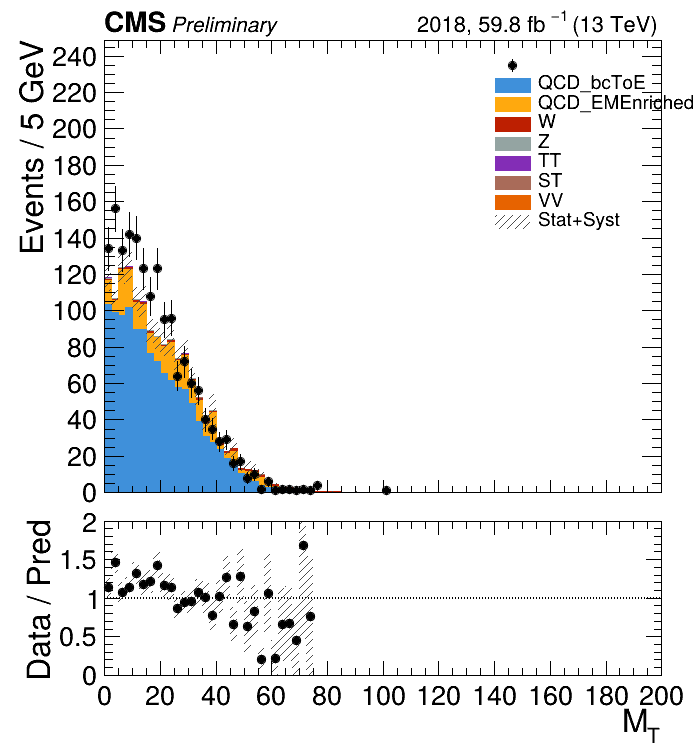 CMS Preliminary 2018, 59.8 fb⁻¹ (13 TeV)
Events / 5 GeV
240
220
200
180
160
140
120
100
80
60
40
20
0
QCD_bcToE
QCD_EMEnriched
W
Z
TT
ST
VV
Stat+Syst
Data / Pred
2
1.5
1
0.5
0
0 20 40 60 80 100 120 140 160 180 200
M_T